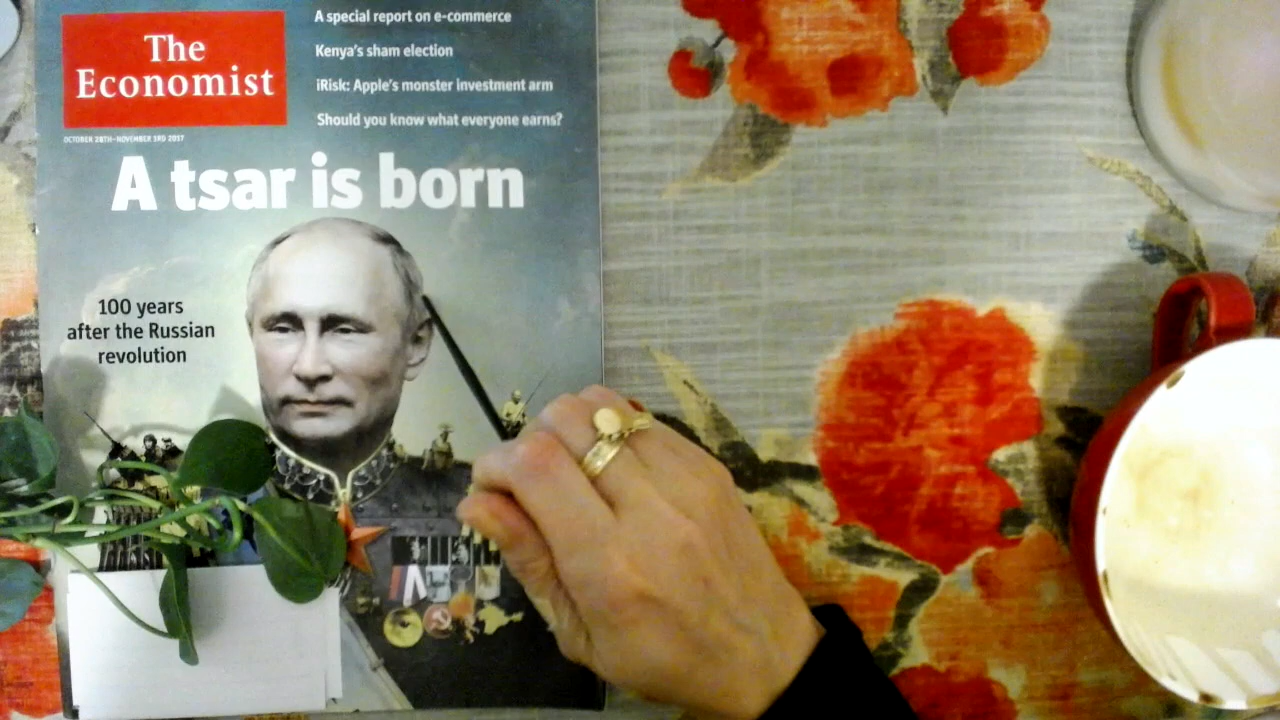 The
Economist
A special report on e-commerce
Kenya's sham election
iRisk: Apple's monster investment arm
Should you know what everyone earns?
OCTOBER 28TH–NOVEMBER 3RD 2017
A tsar is born
100 years
after the Russian
revolution